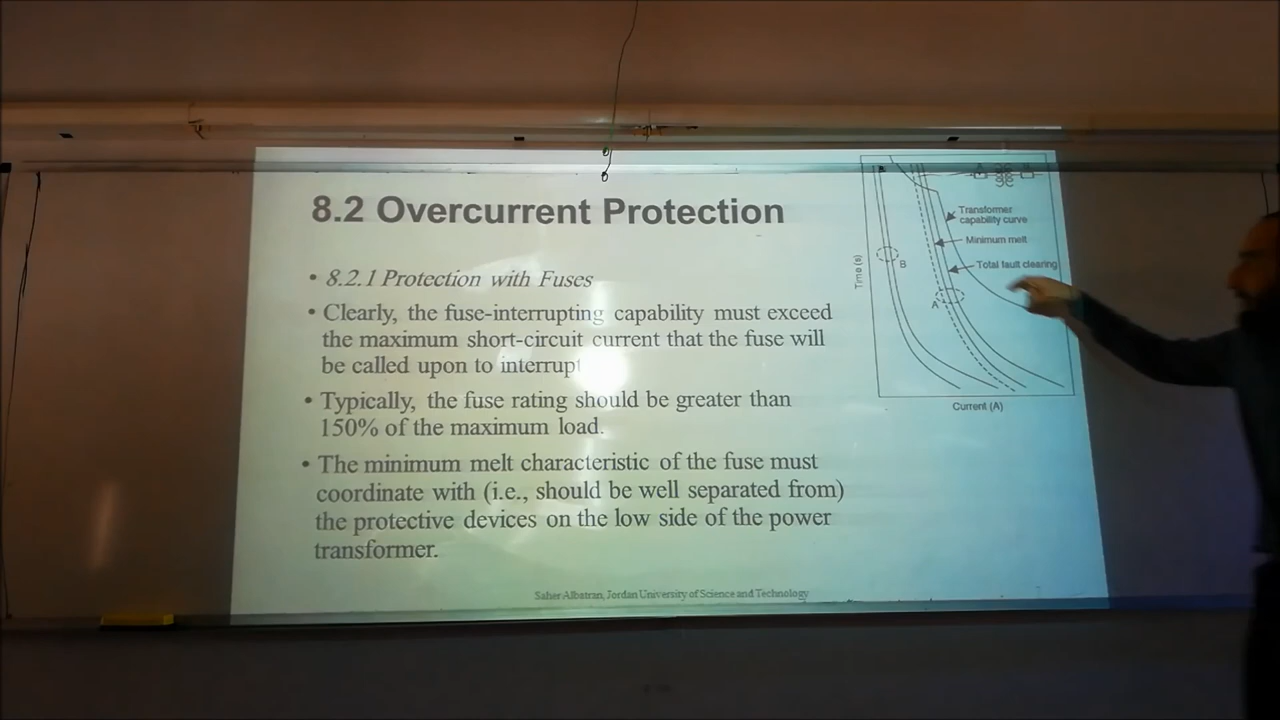 8.2 Overcurrent Protection
• 8.2.1 Protection with Fuses
• Clearly, the fuse-interrupting capability must exceed
the maximum short-circuit current that the fuse will
be called upon to interrupt
• Typically, the fuse rating should be greater than
150% of the maximum load.
• The minimum melt characteristic of the fuse must
coordinate with (i.e., should be well separated from)
the protective devices on the low side of the power
transformer.
Transformer
capability curve
Minimum melt
Total fault clearing
B
A
Time (s)
Current (A)
Saher Albatran, Jordan University of Science and Technology